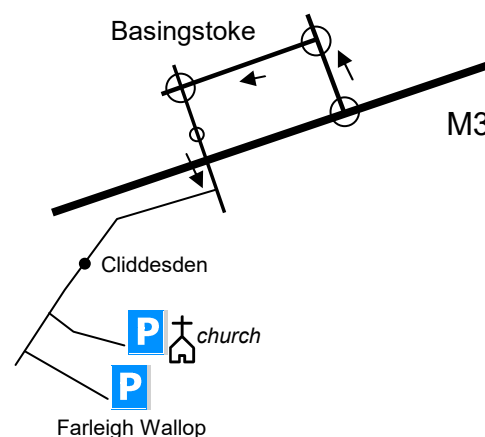 Basingstoke
M3
Cliddesden
P
church
P
Farleigh Wallop